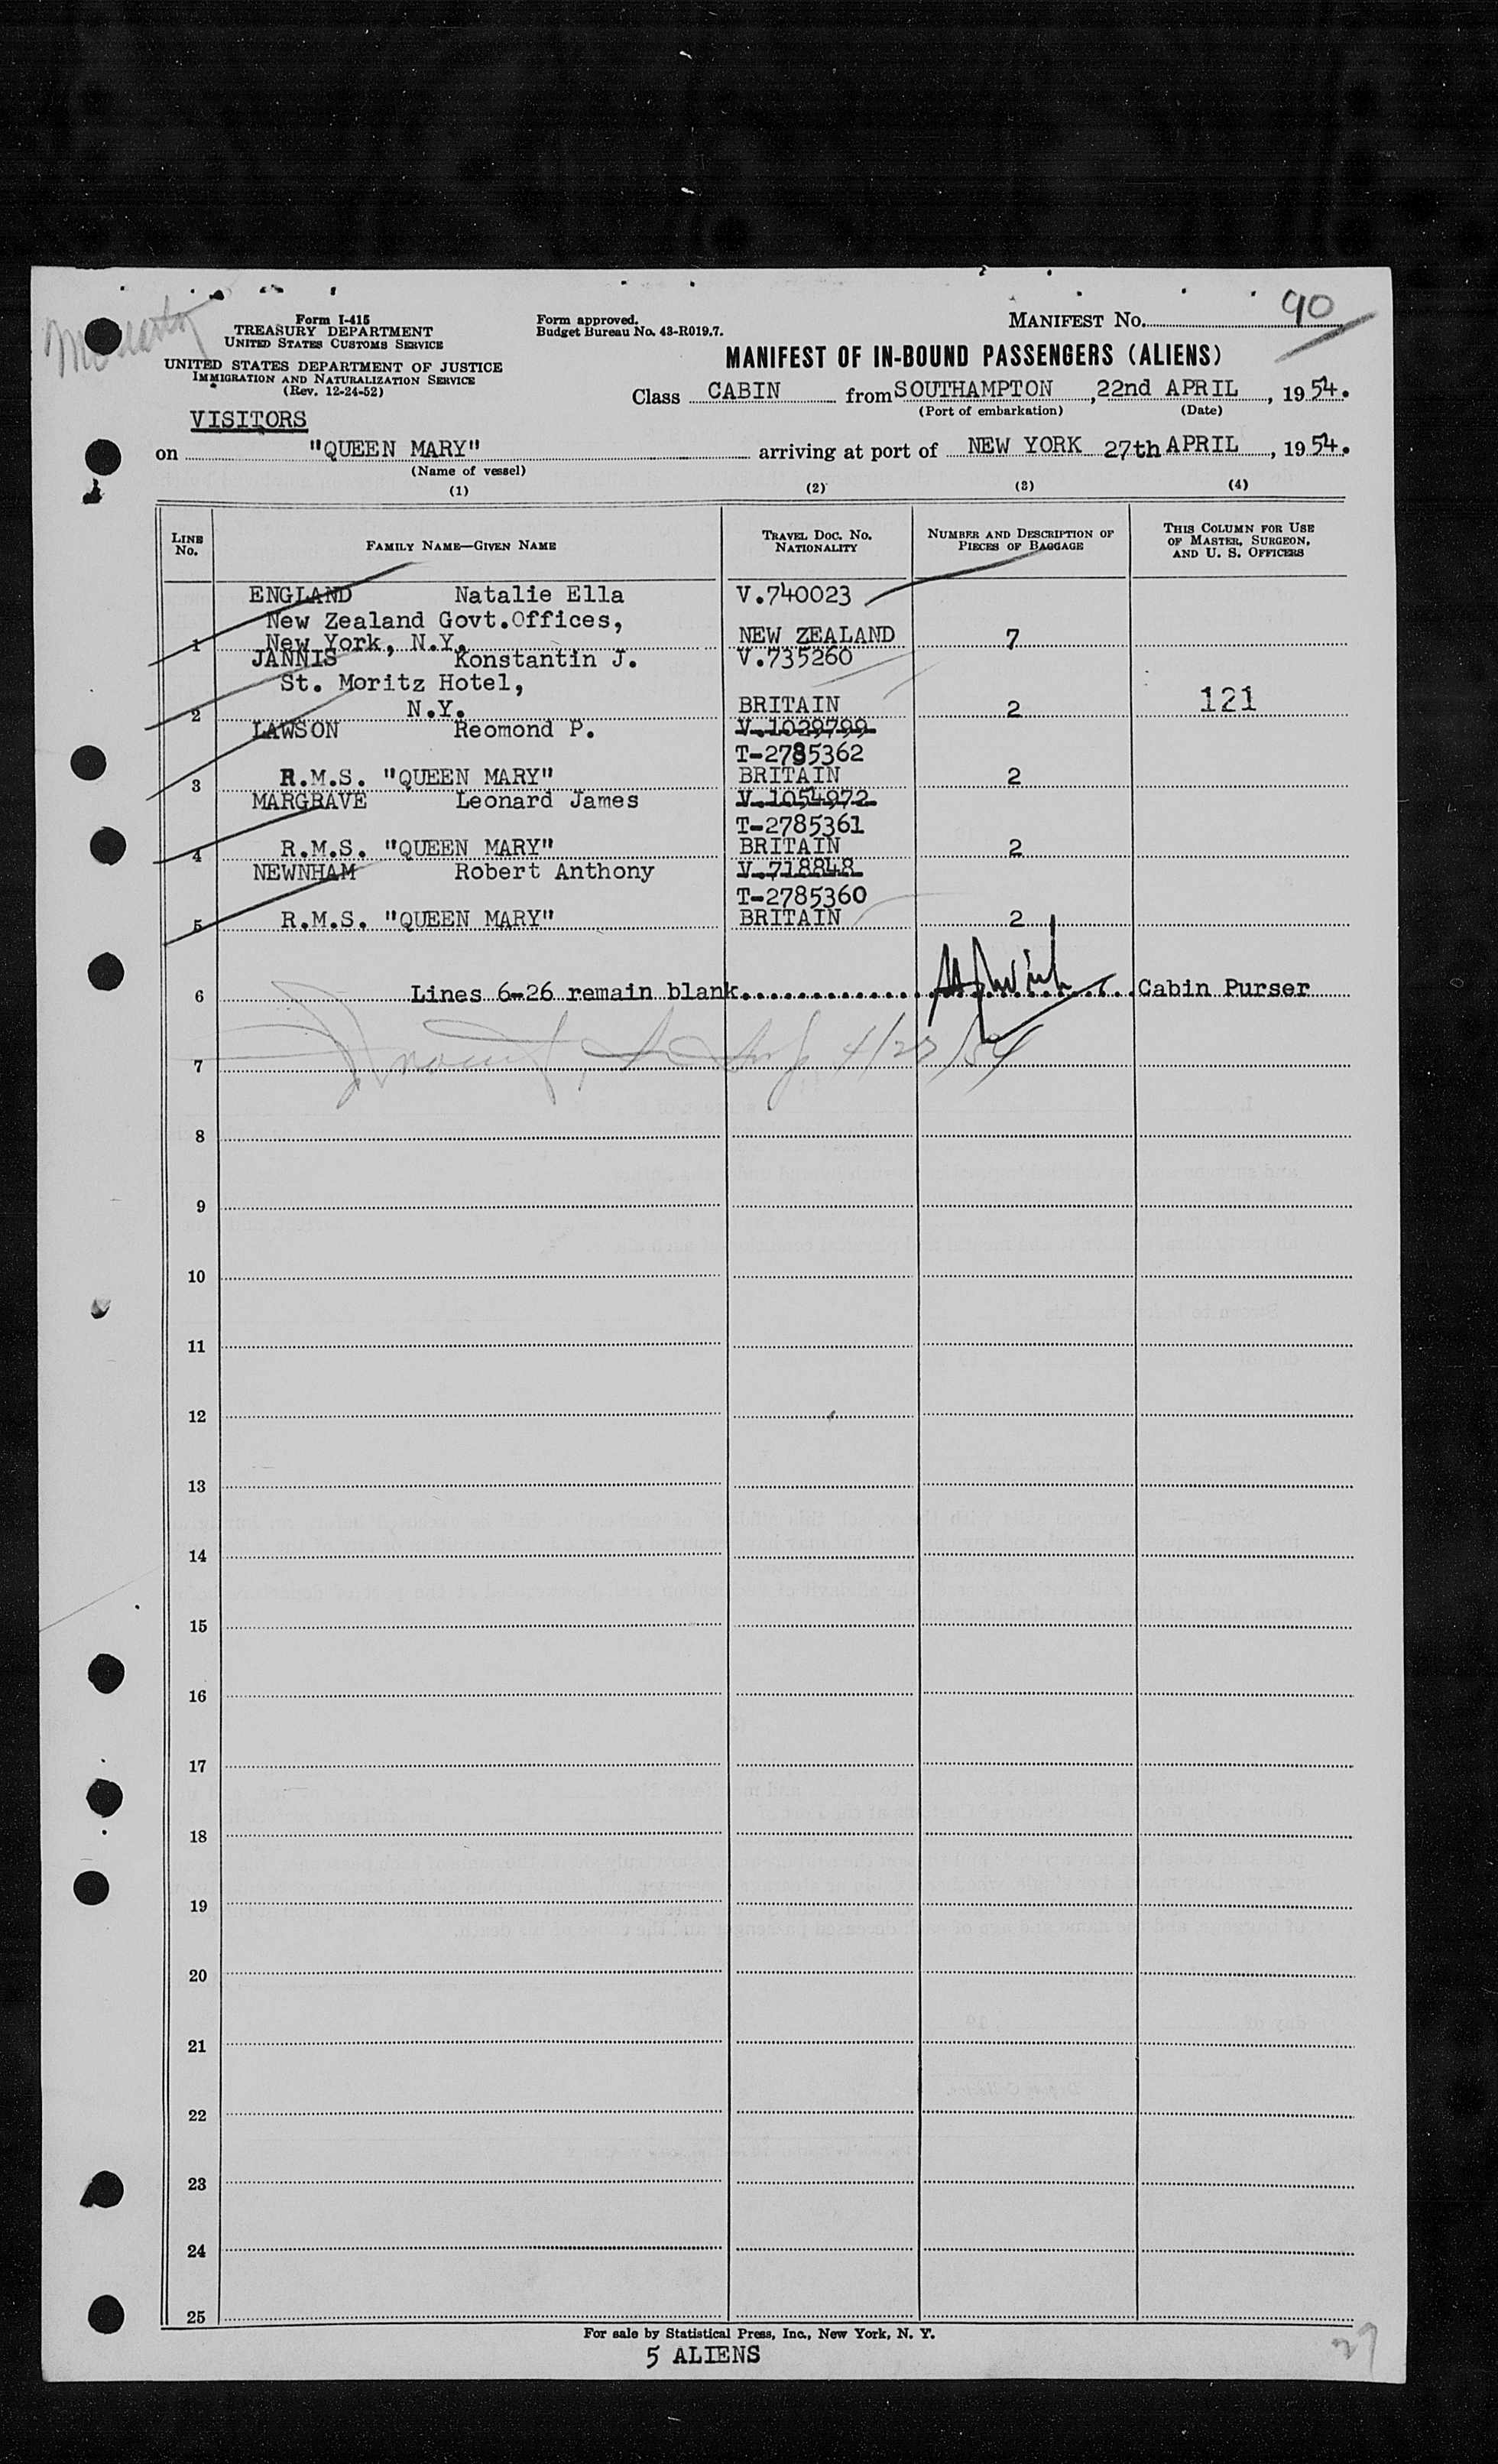 90
Form I-415
TREASURY DEPARTMENT
UNITED STATES CUSTOMS SERVICE
UNITED STATES DEPARTMENT OF JUSTICE
IMMIGRATION AND NATURALIZATION SERVICE
(Rev. 12-24-52)
Form approved.
Budget Bureau No. 43-R019.7.
MANIFEST No.
MANIFEST OF IN-BOUND PASSENGERS (ALIENS)
Class CABIN from SOUTHAMPTON, 22nd APRIL, 1954.
(Port of embarkation) (Date)
VISITORS
on "QUEEN MARY" arriving at port of NEW YORK 27th APRIL, 1954.
(Name of vessel)
(1) (2) (3) (4)
LINE No. FAMILY NAME—GIVEN NAME TRAVEL DOC. NO. NATIONALITY NUMBER AND DESCRIPTION OF PIECES OF BAGGAGE THIS COLUMN FOR USE OF MASTER, SURGEON, AND U. S. OFFICERS
ENGLAND Natalie Ella V.740023
New Zealand Govt.Offices,
1 New York, N.Y. NEW ZEALAND 7
JANNIS Konstantin J. V.735260
St. Moritz Hotel,
2 N.Y. BRITAIN 2 121
LAWSON Reomond P. V.1029799
T-2785362
3 R.M.S. "QUEEN MARY" BRITAIN 2
MARGRAVE Leonard James V.1054972
T-2785361
4 R.M.S. "QUEEN MARY" BRITAIN 2
NEWNHAM Robert Anthony V.718848
T-2785360
5 R.M.S. "QUEEN MARY" BRITAIN 2
6 Lines 6-26 remain blank. Cabin Purser
7
8
9
10
11
12
13
14
15
16
17
18
19
20
21
22
23
24
25
For sale by Statistical Press, Inc., New York, N. Y.
5 ALIENS
27